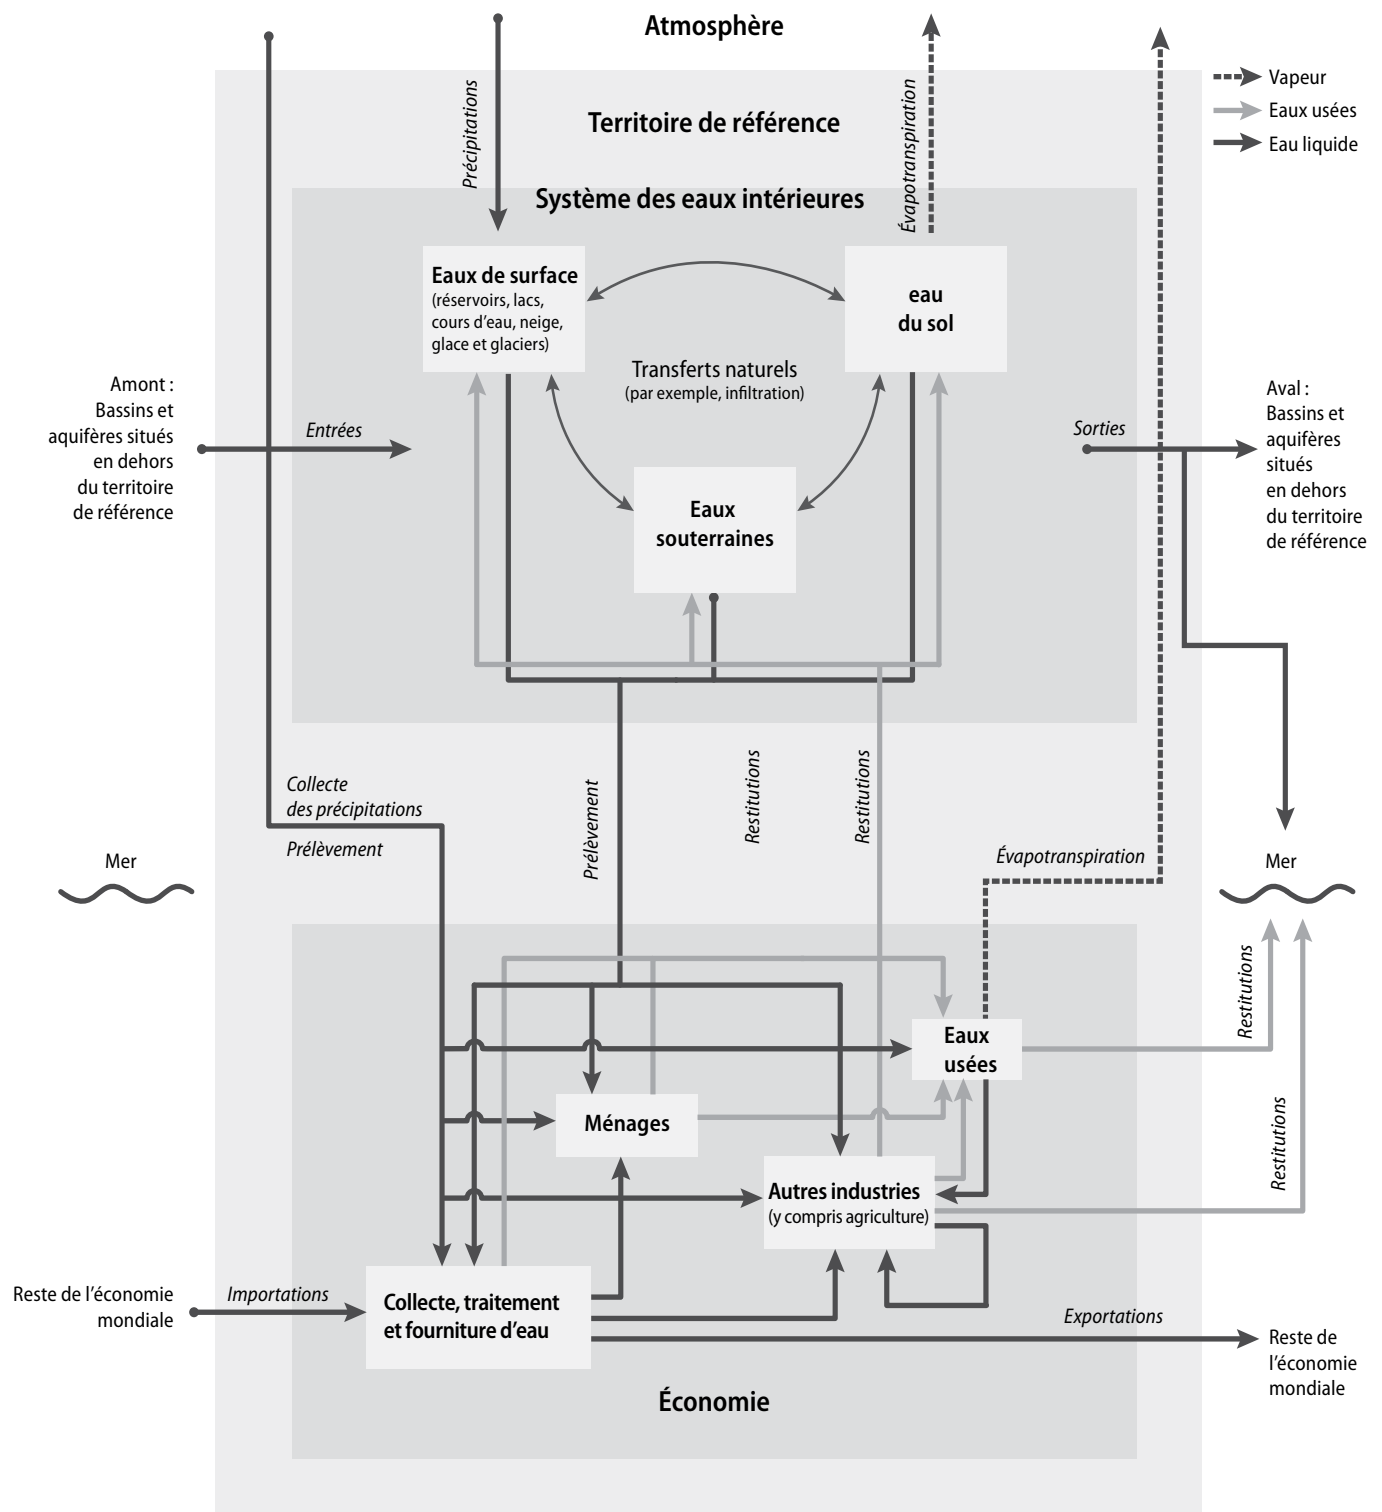 Atmosphère
Vapeur
Eaux usées
Eau liquide
Précipitations
Évapotranspiration
Territoire de référence
Système des eaux intérieures
Eaux de surface
(réservoirs, lacs,
cours d'eau, neige,
glace et glaciers)
eau
du sol
Transferts naturels
(par exemple, infiltration)
Amont :
Bassins et
aquifères situés
en dehors
du territoire
de référence
Entrées
Sorties
Aval :
Bassins et
aquifères
situés
en dehors
du territoire
de référence
Eaux
souterraines
Collecte
des précipitations
Prélèvement
Prélèvement
Restitutions
Restitutions
Évapotranspiration
Mer
Mer
Restitutions
Restitutions
Eaux
usées
Ménages
Autres industries
(y compris agriculture)
Reste de l'économie
mondiale
Importations
Collecte, traitement
et fourniture d'eau
Exportations
Reste de
l'économie
mondiale
Économie